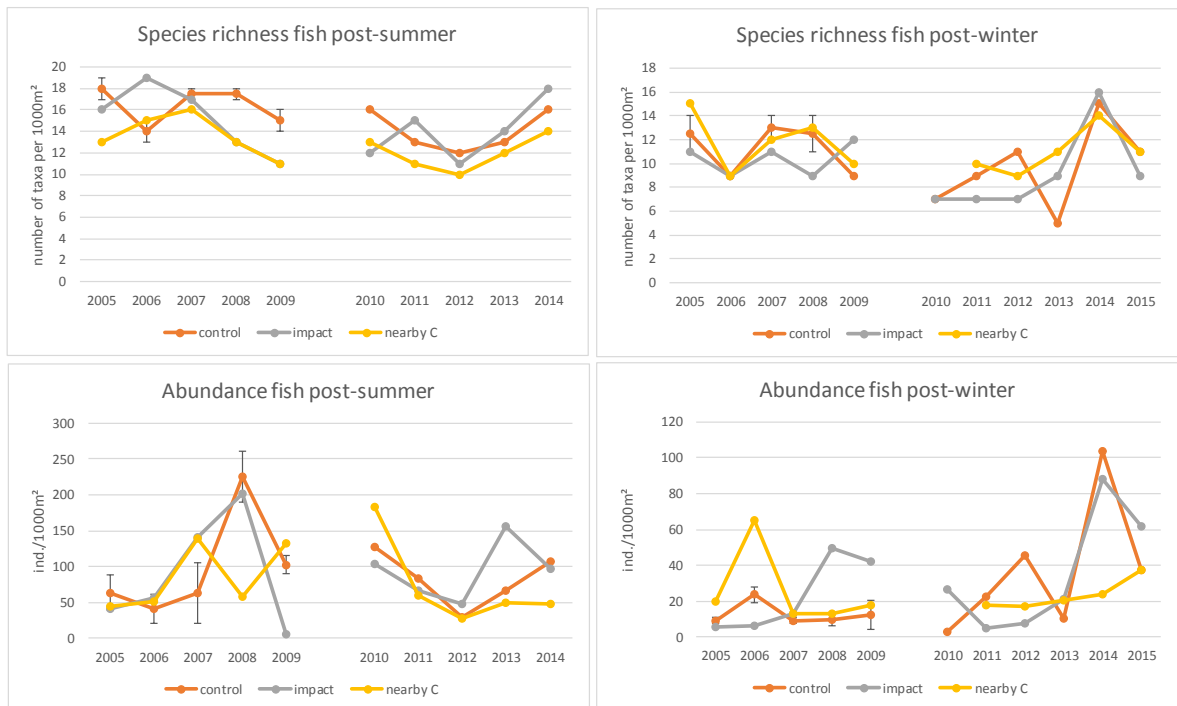 Species richness fish post-summer
number of taxa per 1000m²
20
18
16
14
12
10
8
6
4
2
0
2005 2006 2007 2008 2009 2010 2011 2012 2013 2014
control impact nearby C
Species richness fish post-winter
number of taxa per 1000m²
18
16
14
12
10
8
6
4
2
0
2005 2006 2007 2008 2009 2010 2011 2012 2013 2014 2015
control impact nearby C
Abundance fish post-summer
ind./1000m²
300
250
200
150
100
50
0
2005 2006 2007 2008 2009 2010 2011 2012 2013 2014
control impact nearby C
Abundance fish post-winter
ind./1000m²
120
100
80
60
40
20
0
2005 2006 2007 2008 2009 2010 2011 2012 2013 2014 2015
control impact nearby C